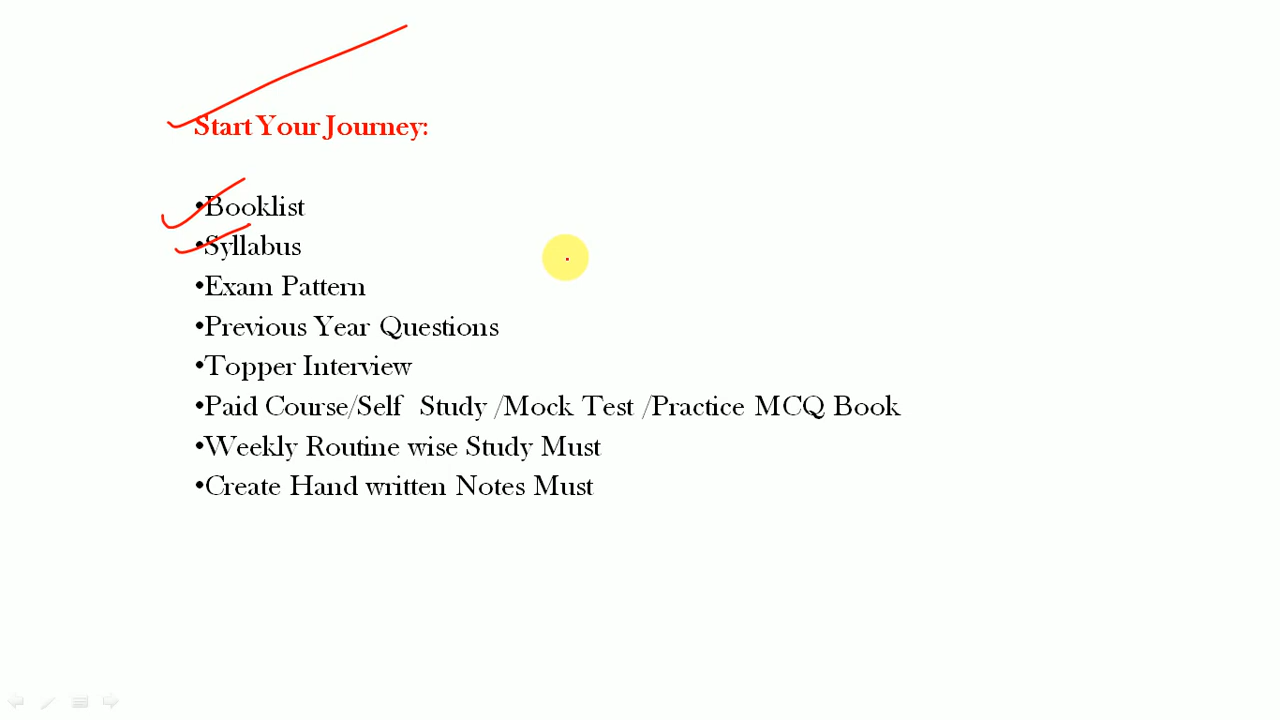 Start Your Journey:
•Booklist
•Syllabus
•Exam Pattern
•Previous Year Questions
•Topper Interview
•Paid Course/Self Study /Mock Test /Practice MCQ Book
•Weekly Routine wise Study Must
•Create Hand written Notes Must